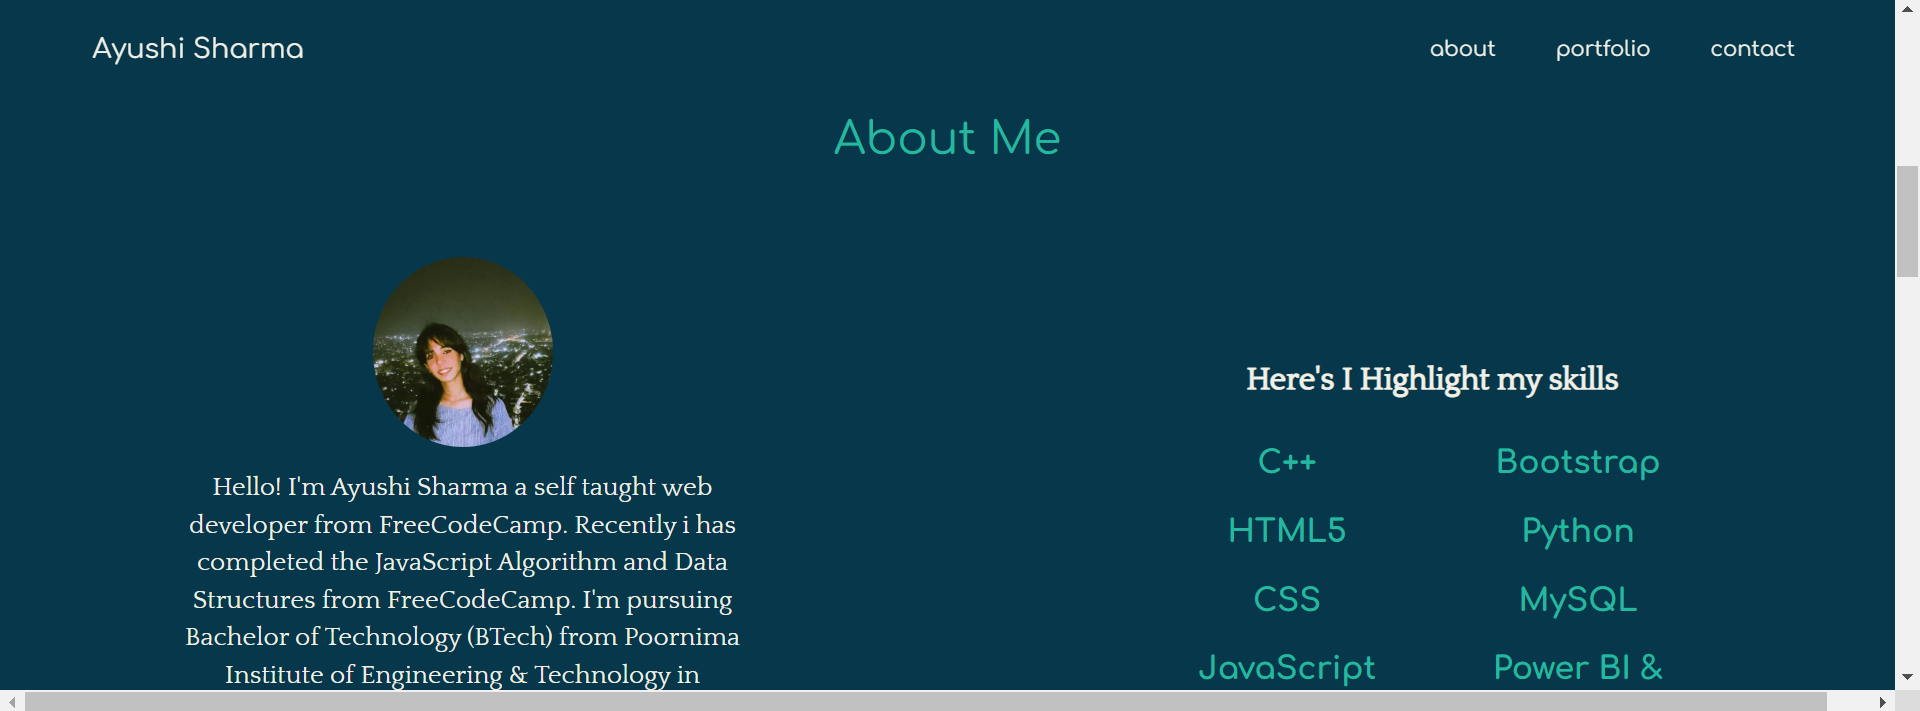 Ayushi Sharma
about portfolio contact
About Me
Hello! I'm Ayushi Sharma a self taught web
developer from FreeCodeCamp. Recently i has
completed the JavaScript Algorithm and Data
Structures from FreeCodeCamp. I'm pursuing
Bachelor of Technology (BTech) from Poornima
Institute of Engineering & Technology in
Here's I Highlight my skills
C++ Bootstrap
HTML5 Python
CSS MySQL
JavaScript Power BI &